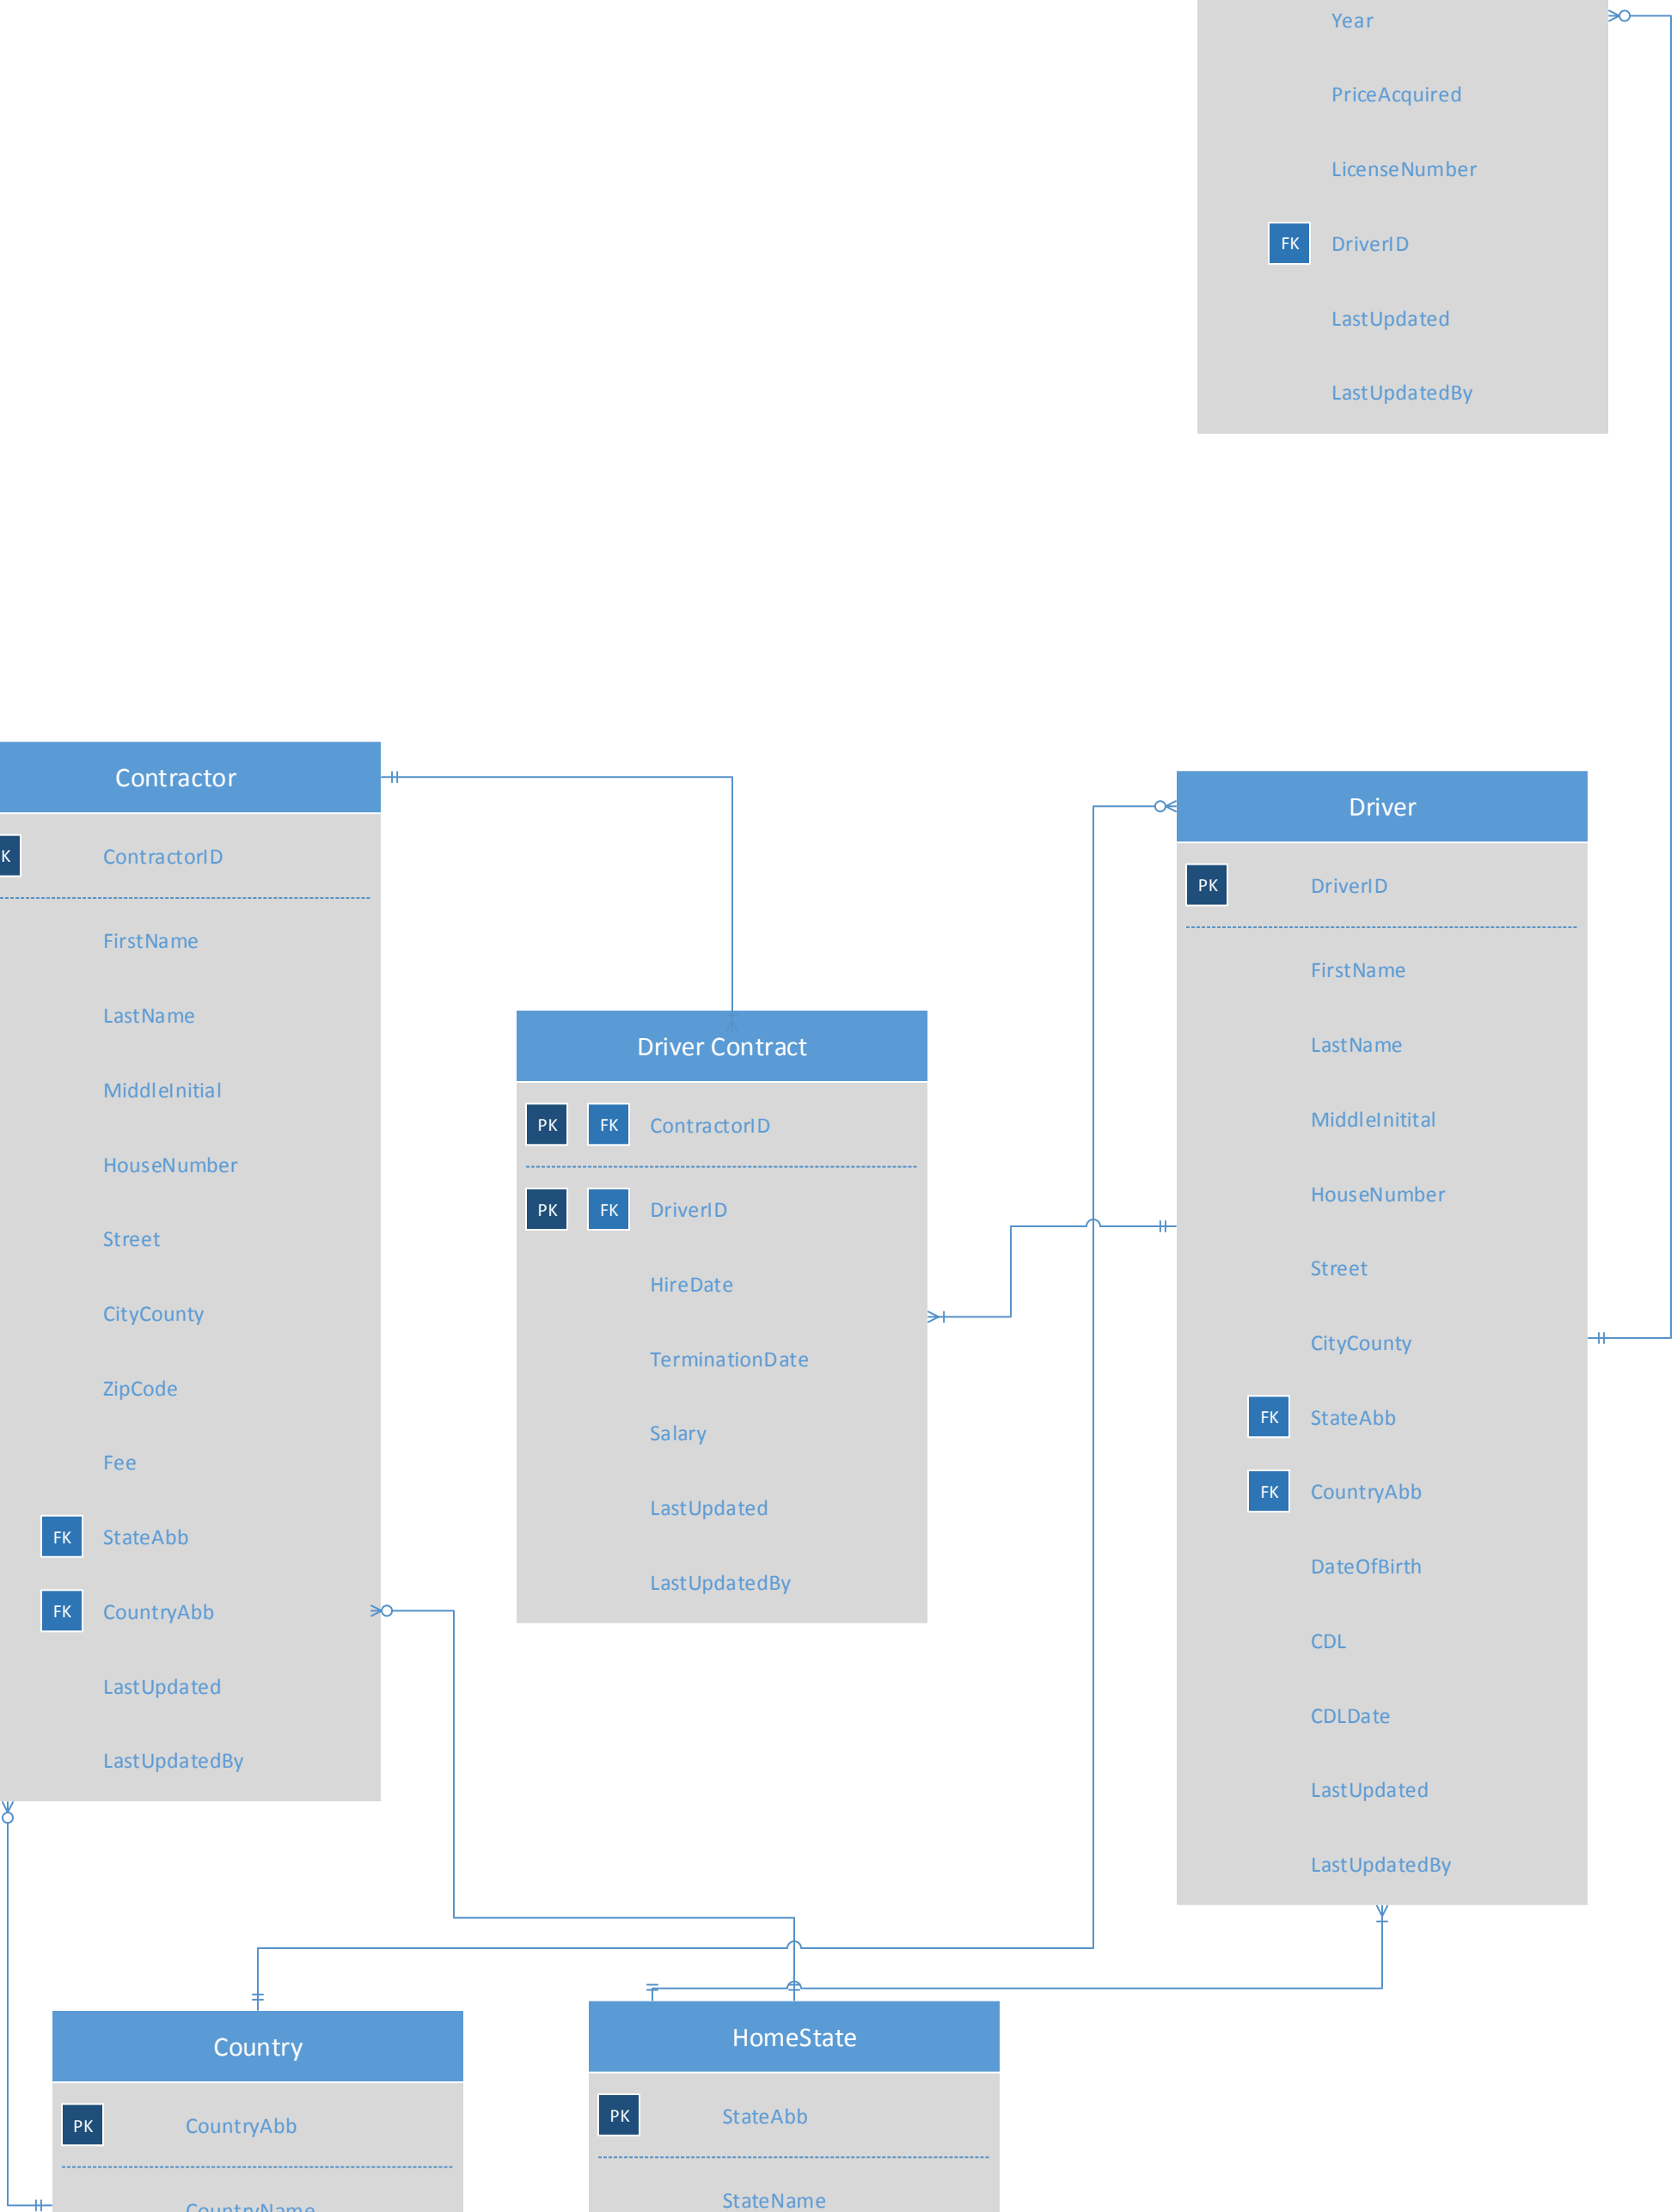 Year
PriceAcquired
LicenseNumber
FK DriverID
LastUpdated
LastUpdatedBy
Contractor
K ContractorID
FirstName
LastName
MiddleInitial
HouseNumber
Street
CityCounty
ZipCode
Fee
FK StateAbb
FK CountryAbb
LastUpdated
LastUpdatedBy
Driver Contract
PK FK ContractorID
PK FK DriverID
HireDate
TerminationDate
Salary
LastUpdated
LastUpdatedBy
Driver
PK DriverID
FirstName
LastName
MiddleInitital
HouseNumber
Street
CityCounty
FK StateAbb
FK CountryAbb
DateOfBirth
CDL
CDLDate
LastUpdated
LastUpdatedBy
Country
PK CountryAbb
CountryName
HomeState
PK StateAbb
StateName